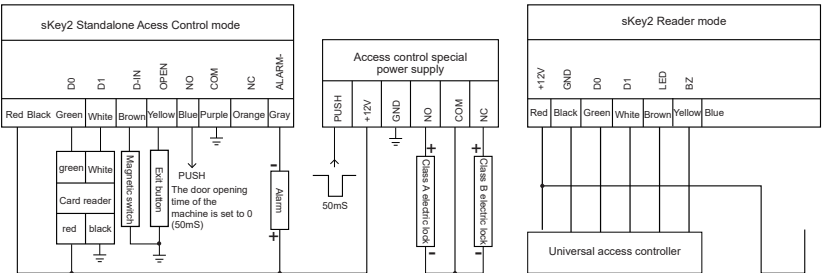 sKey2 Standalone Acess Control mode
D0 D1 D-IN OPEN NO COM NC ALARM-
Red Black Green White Brown Yellow Blue Purple Orange Gray
green White
Card reader
red black
Magnetic switch
Exit button
PUSH
The door opening
time of the
machine is set to 0
(50mS)
- Alarm +
Access control special
power supply
PUSH +12V GND NO COM NC
50mS
+ Class A electric lock -
+ Class B electric lock -
sKey2 Reader mode
+12V GND D0 D1 LED BZ
Red Black Green White Brown Yellow Blue
Universal access controller